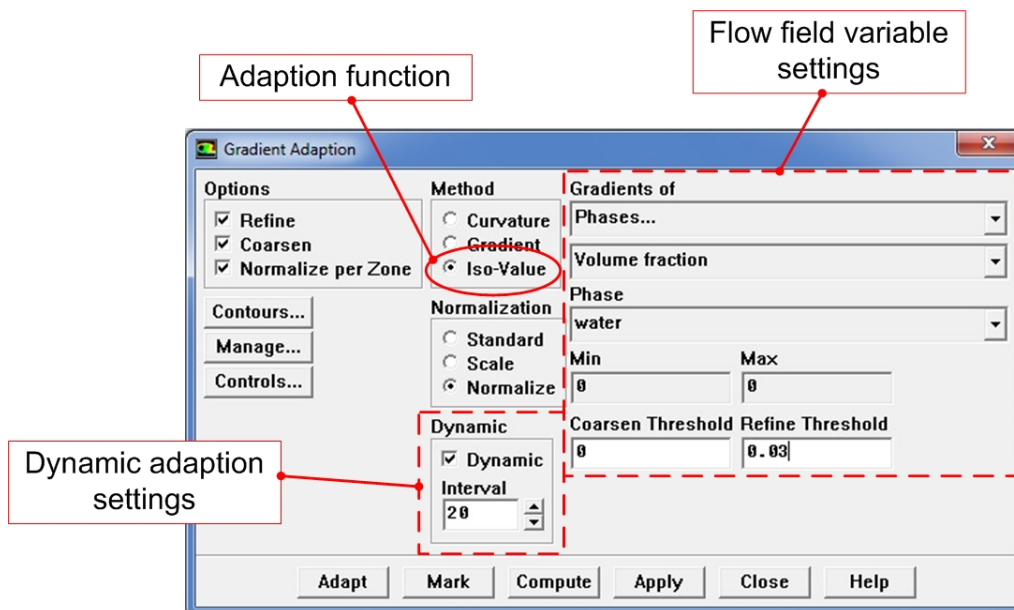 Flow field variable
settings
Adaption function
Gradient Adaption
Options
Refine
Coarsen
Normalize per Zone
Contours...
Manage...
Controls...
Method
Curvature
Gradient
Iso-Value
Normalization
Standard
Scale
Normalize
Dynamic
Dynamic
Interval
20
Gradients of
Phases...
Volume fraction
Phase
water
Min Max
0 0
Coarsen Threshold Refine Threshold
0 0.03
Dynamic adaption
settings
Adapt Mark Compute Apply Close Help